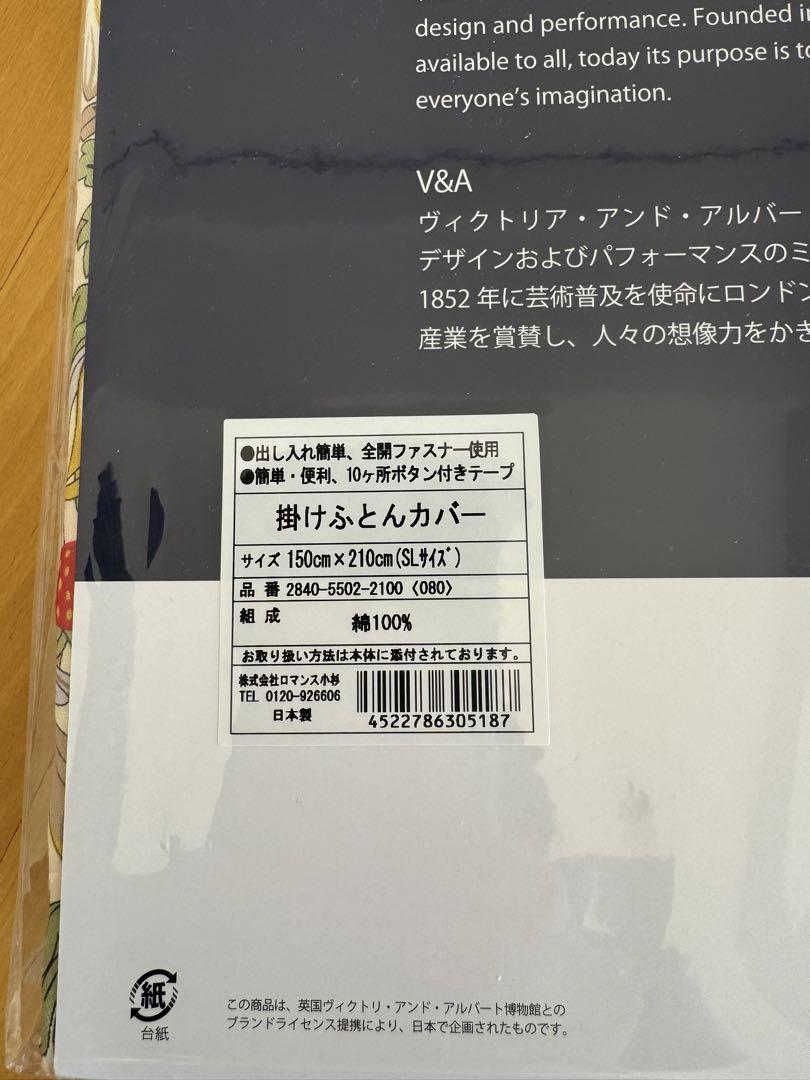 design and performance. Founded in
available to all, today its purpose is to
everyone's imagination.
V&A
ヴィクトリア・アンド・アルバー
デザインおよびパフォーマンスのミ
1852 年に芸術普及を使命にロンドン
産業を賞賛し、人々の想像力をかき
●出し入れ簡単、全開ファスナー使用
●簡単・便利、10ヶ所ボタン付きテープ
掛けふとんカバー
サイズ 150cm×210cm(SLｻｲｽﾞ)
品 番 2840-5502-2100 〈080〉
組 成 綿100%
お取り扱い方法は本体に添付されております。
株式会社ロマンス小杉
TEL 0120-926606
日本製
4522786305187
紙
台紙
この商品は、英国ヴィクトリ・アンド・アルバート博物館との
ブランドライセンス提携により、日本で企画されたものです。